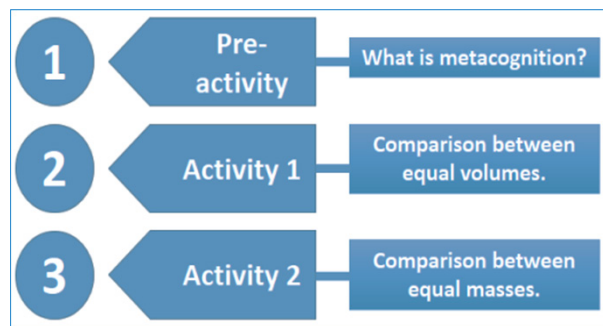 1
Pre-
activity
What is metacognition?
2
Activity 1
Comparison between
equal volumes.
3
Activity 2
Comparison between
equal masses.